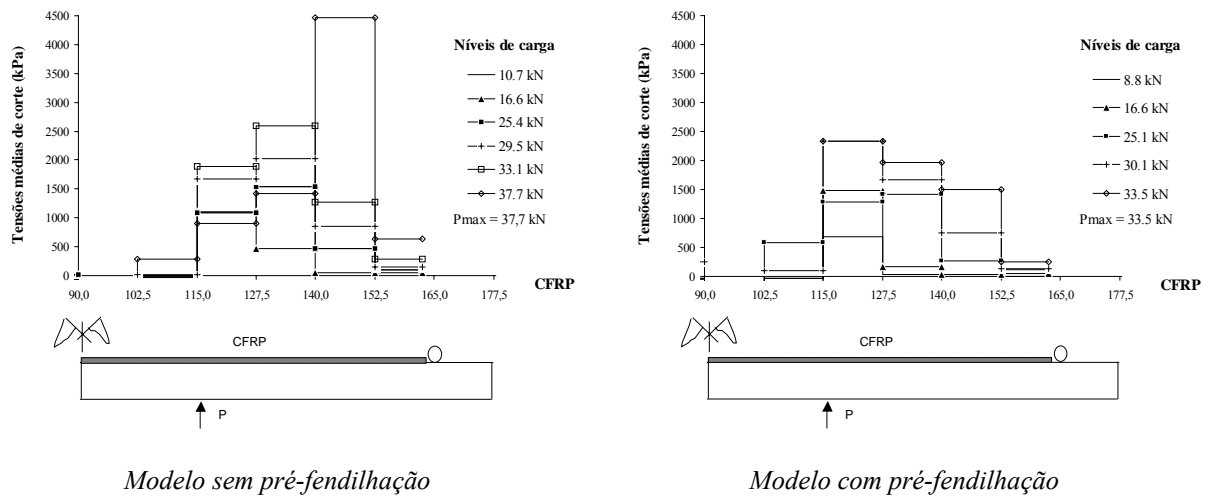 Tensões médias de corte (kPa)
4500
4000
3500
3000
2500
2000
1500
1000
500
0
90,0 102,5 115,0 127,5 140,0 152,5 165,0 177,5
CFRP
Níveis de carga
10.7 kN
16.6 kN
25.4 kN
29.5 kN
33.1 kN
37.7 kN
Pmax = 37,7 kN
CFRP
P
Modelo sem pré-fendilhação
Tensões médias de corte (kPa)
4500
4000
3500
3000
2500
2000
1500
1000
500
0
90,0 102,5 115,0 127,5 140,0 152,5 165,0 177,5
CFRP
Níveis de carga
8.8 kN
16.6 kN
25.1 kN
30.1 kN
33.5 kN
Pmax = 33.5 kN
CFRP
P
Modelo com pré-fendilhação